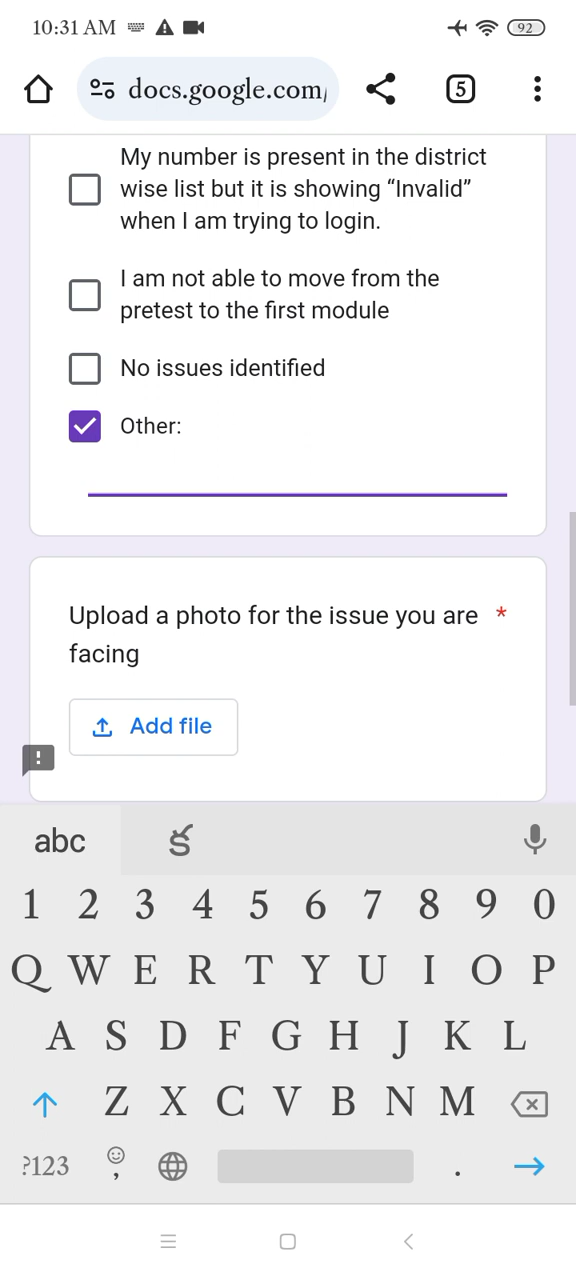 10:31 AM
92
docs.google.com/
5
My number is present in the district
wise list but it is showing “Invalid”
when I am trying to login.
I am not able to move from the
pretest to the first module
No issues identified
Other:
Upload a photo for the issue you are *
facing
Add file
abc క
1 2 3 4 5 6 7 8 9 0
Q W E R T Y U I O P
A S D F G H J K L
Z X C V B N M
?123 , .